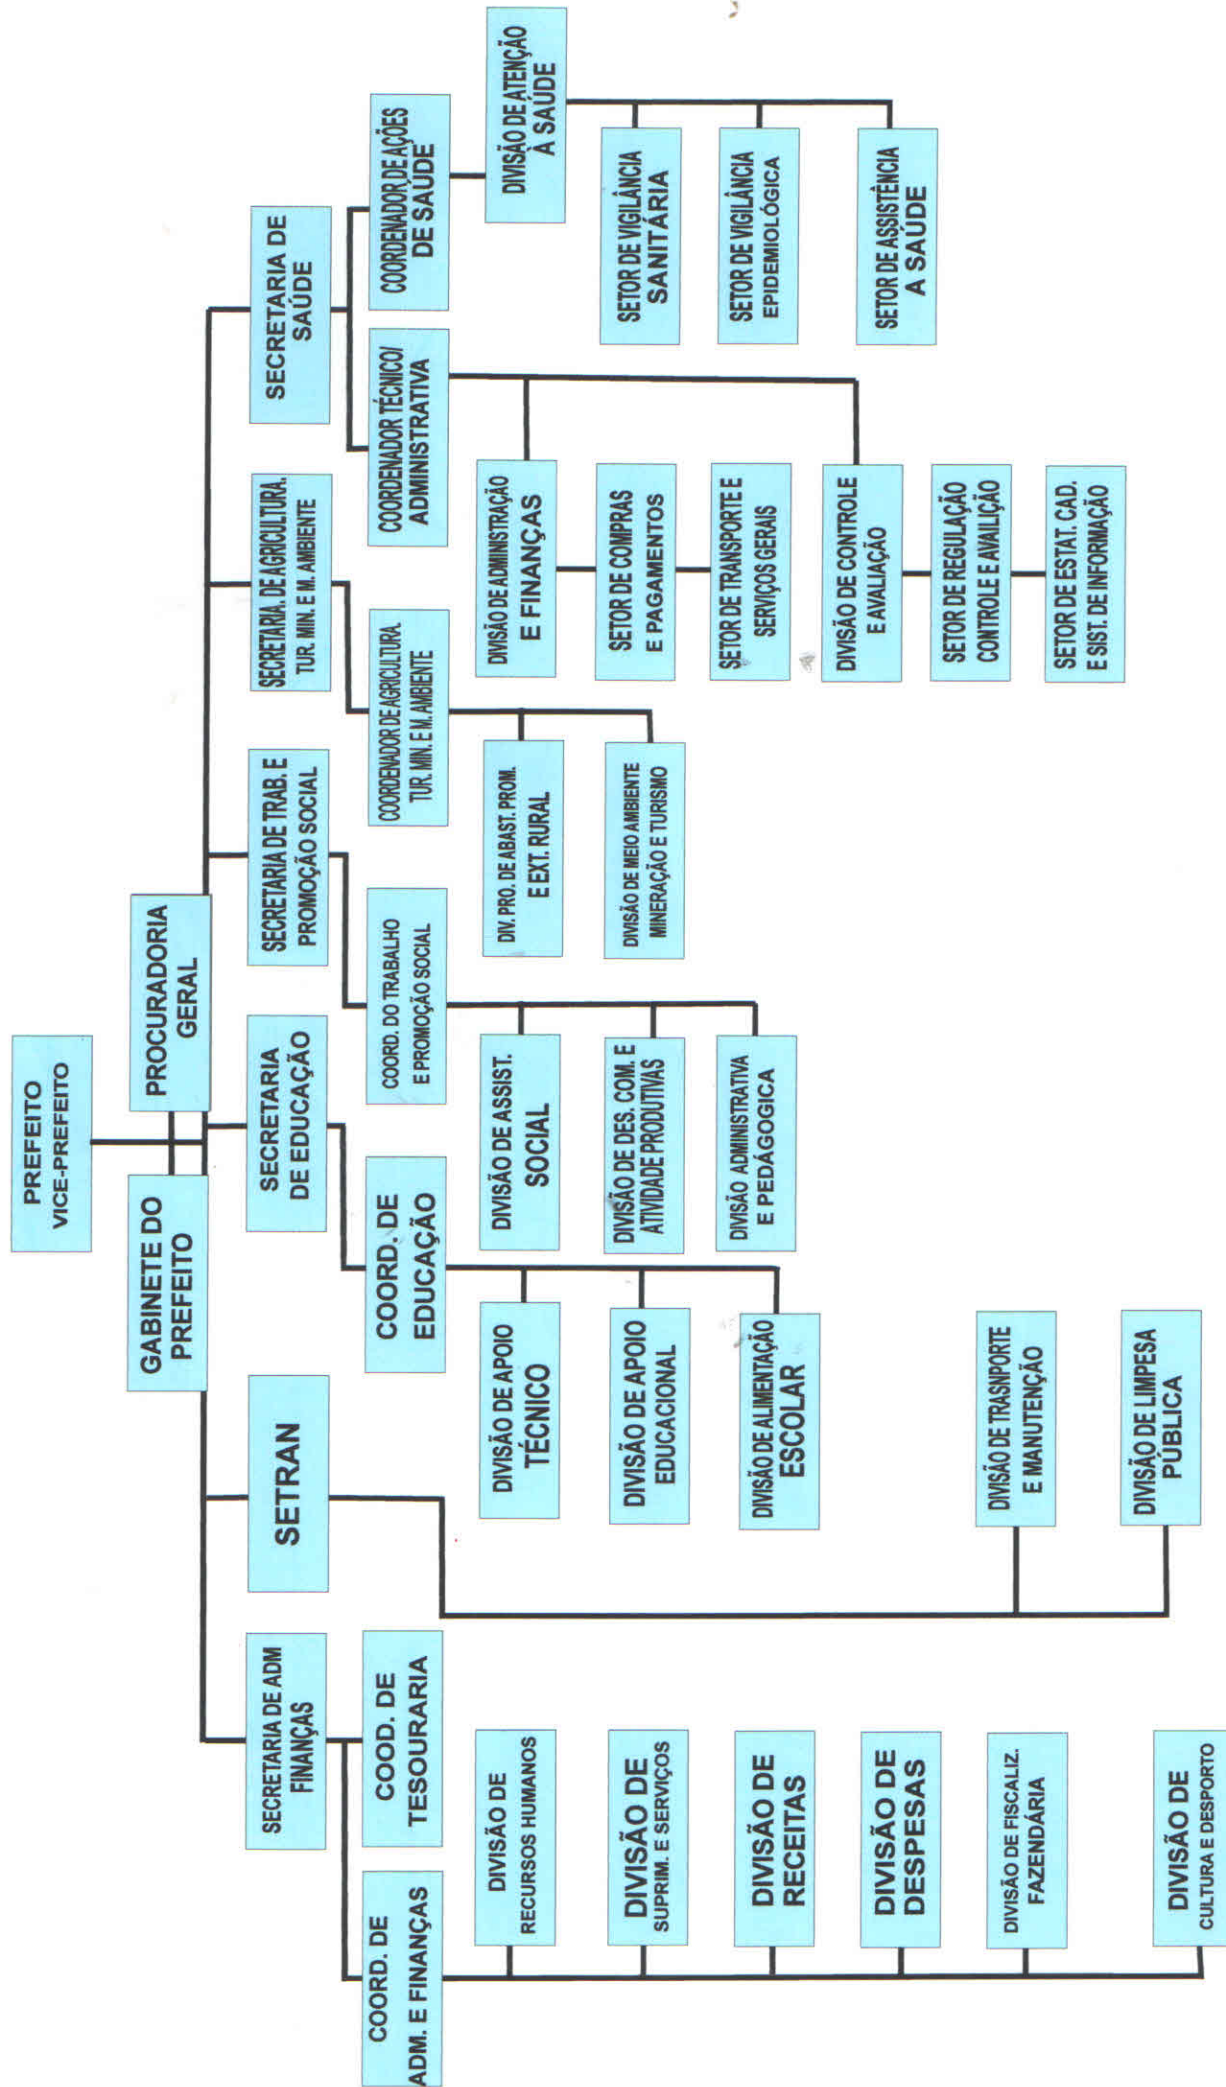 PREFEITO
VICE-PREFEITO
GABINETE DO
PREFEITO
PROCURADORIA
GERAL
SECRETARIA DE ADM
FINANÇAS
SETRAN
SECRETARIA
DE EDUCAÇÃO
SECRETARIA DE TRAB. E
PROMOÇÃO SOCIAL
SECRETARIA. DE AGRICULTURA.
TUR. MIN. E M. AMBIENTE
SECRETARIA DE
SAÚDE
COORD. DE
ADM. E FINANÇAS
COOD. DE
TESOURARIA
COORD. DE
EDUCAÇÃO
COORD. DO TRABALHO
E PROMOÇÃO SOCIAL
COORDENADOR DE AGRICULTURA.
TUR. MIN. E M. AMBIENTE
COORDENADOR TÉCNICO/
ADMINISTRATIVA
COORDENADOR DE AÇÕES
DE SAÚDE
DIVISÃO DE
RECURSOS HUMANOS
DIVISÃO DE
SUPRIM. E SERVIÇOS
DIVISÃO DE
RECEITAS
DIVISÃO DE
DESPESAS
DIVISÃO DE FISCALIZ.
FAZENDÁRIA
DIVISÃO DE
CULTURA E DESPORTO
DIVISÃO DE TRASNPORTE
E MANUTENÇÃO
DIVISÃO DE LIMPESA
PÚBLICA
DIVISÃO DE APOIO
TÉCNICO
DIVISÃO DE APOIO
EDUCACIONAL
DIVISÃO DE ALIMENTAÇÃO
ESCOLAR
DIVISÃO DE ASSIST.
SOCIAL
DIVISÃO DE DES. COM. E
ATIVIDADE PRODUTIVAS
DIVISÃO ADMINISTRATIVA
E PEDÁGOGICA
DIV. PRO. DE ABAST. PROM.
E EXT. RURAL
DIVISÃO DE MEIO AMBIENTE
MINERAÇÃO E TURISMO
DIVISÃO DE ADMINISTRAÇÃO
E FINANÇAS
SETOR DE COMPRAS
E PAGAMENTOS
SETOR DE TRANSPORTE E
SERVIÇOS GERAIS
DIVISÃO DE CONTROLE
E AVALIAÇÃO
SETOR DE REGULAÇÃO
CONTROLE E AVAILIÇÃO
SETOR DE ESTAT. CAD.
E SIST. DE INFORMAÇÃO
DIVISÃO DE ATENÇÃO
À SAÚDE
SETOR DE VIGILÂNCIA
SANITÁRIA
SETOR DE VIGILÂNCIA
EPIDEMIOLÓGICA
SETOR DE ASSISTÊNCIA
A SAÚDE